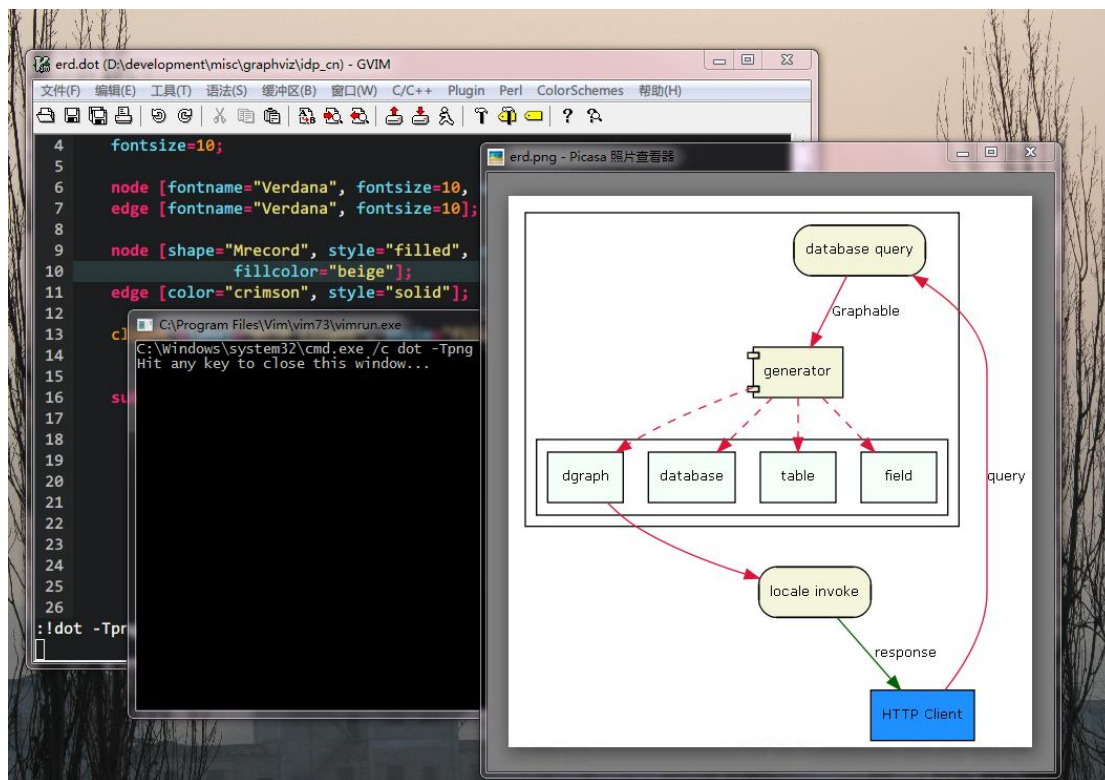 erd.dot (D:\development\misc\graphviz\idp_cn) - GVIM
文件(F) 编辑(E) 工具(T) 语法(S) 缓冲区(B) 窗口(W) C/C++ Plugin Perl ColorSchemes 帮助(H)
4 fontsize=10;
5
6 node [fontname="Verdana", fontsize=10,
7 edge [fontname="Verdana", fontsize=10];
8
9 node [shape="Mrecord", style="filled",
10 fillcolor="beige"];
11 edge [color="crimson", style="solid"];
12
13
14
15
16
17
18
19
20
21
22
23
24
25
26
:!dot -Tpn
C:\Program Files\Vim\vim73\vimrun.exe
C:\Windows\system32\cmd.exe /c dot -Tpng
Hit any key to close this window...
erd.png - Picasa 照片查看器
database query
Graphable
generator
dgraph database table field
query
locale invoke
response
HTTP Client